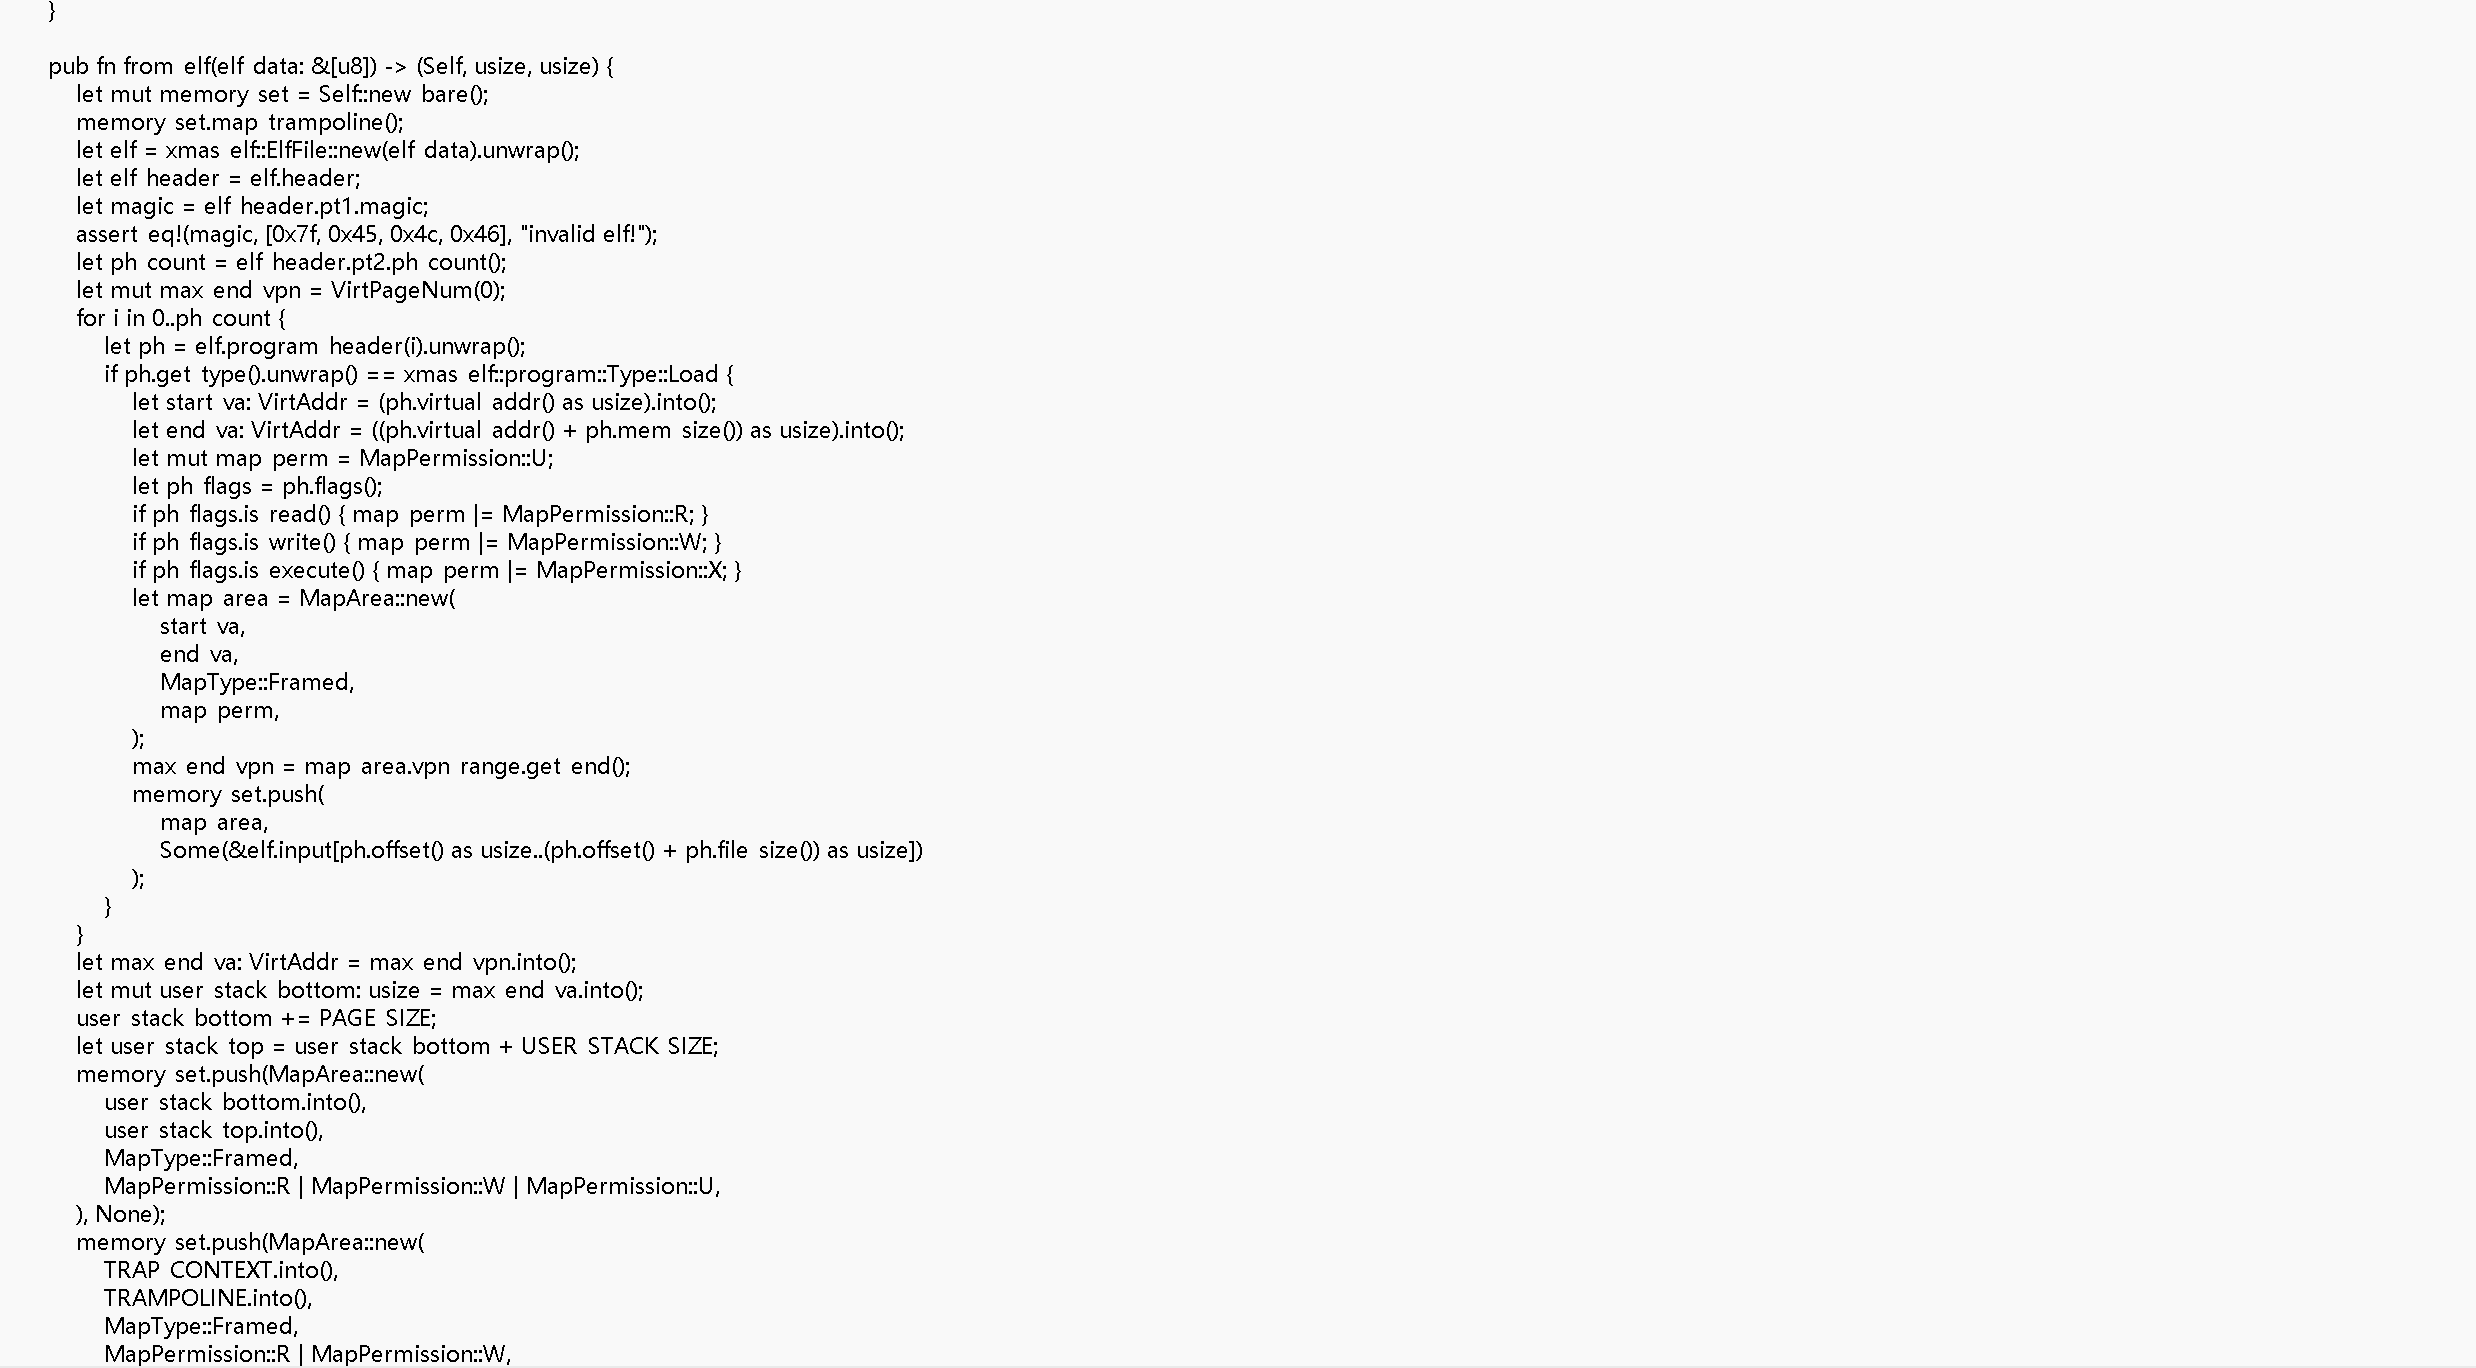 }
pub fn from elf(elf data: &[u8]) -> (Self, usize, usize) {
let mut memory set = Self::new bare();
memory set.map trampoline();
let elf = xmas elf::ElfFile::new(elf data).unwrap();
let elf header = elf.header;
let magic = elf header.pt1.magic;
assert eq!(magic, [0x7f, 0x45, 0x4c, 0x46], "invalid elf!");
let ph count = elf header.pt2.ph count();
let mut max end vpn = VirtPageNum(0);
for i in 0..ph count {
let ph = elf.program header(i).unwrap();
if ph.get type().unwrap() == xmas elf::program::Type::Load {
let start va: VirtAddr = (ph.virtual addr() as usize).into();
let end va: VirtAddr = ((ph.virtual addr() + ph.mem size()) as usize).into();
let mut map perm = MapPermission::U;
let ph flags = ph.flags();
if ph flags.is read() { map perm |= MapPermission::R; }
if ph flags.is write() { map perm |= MapPermission::W; }
if ph flags.is execute() { map perm |= MapPermission::X; }
let map area = MapArea::new(
start va,
end va,
MapType::Framed,
map perm,
);
max end vpn = map area.vpn range.get end();
memory set.push(
map area,
Some(&elf.input[ph.offset() as usize..(ph.offset() + ph.file size()) as usize])
);
}
}
let max end va: VirtAddr = max end vpn.into();
let mut user stack bottom: usize = max end va.into();
user stack bottom += PAGE SIZE;
let user stack top = user stack bottom + USER STACK SIZE;
memory set.push(MapArea::new(
user stack bottom.into(),
user stack top.into(),
MapType::Framed,
MapPermission::R | MapPermission::W | MapPermission::U,
), None);
memory set.push(MapArea::new(
TRAP CONTEXT.into(),
TRAMPOLINE.into(),
MapType::Framed,
MapPermission::R | MapPermission::W,